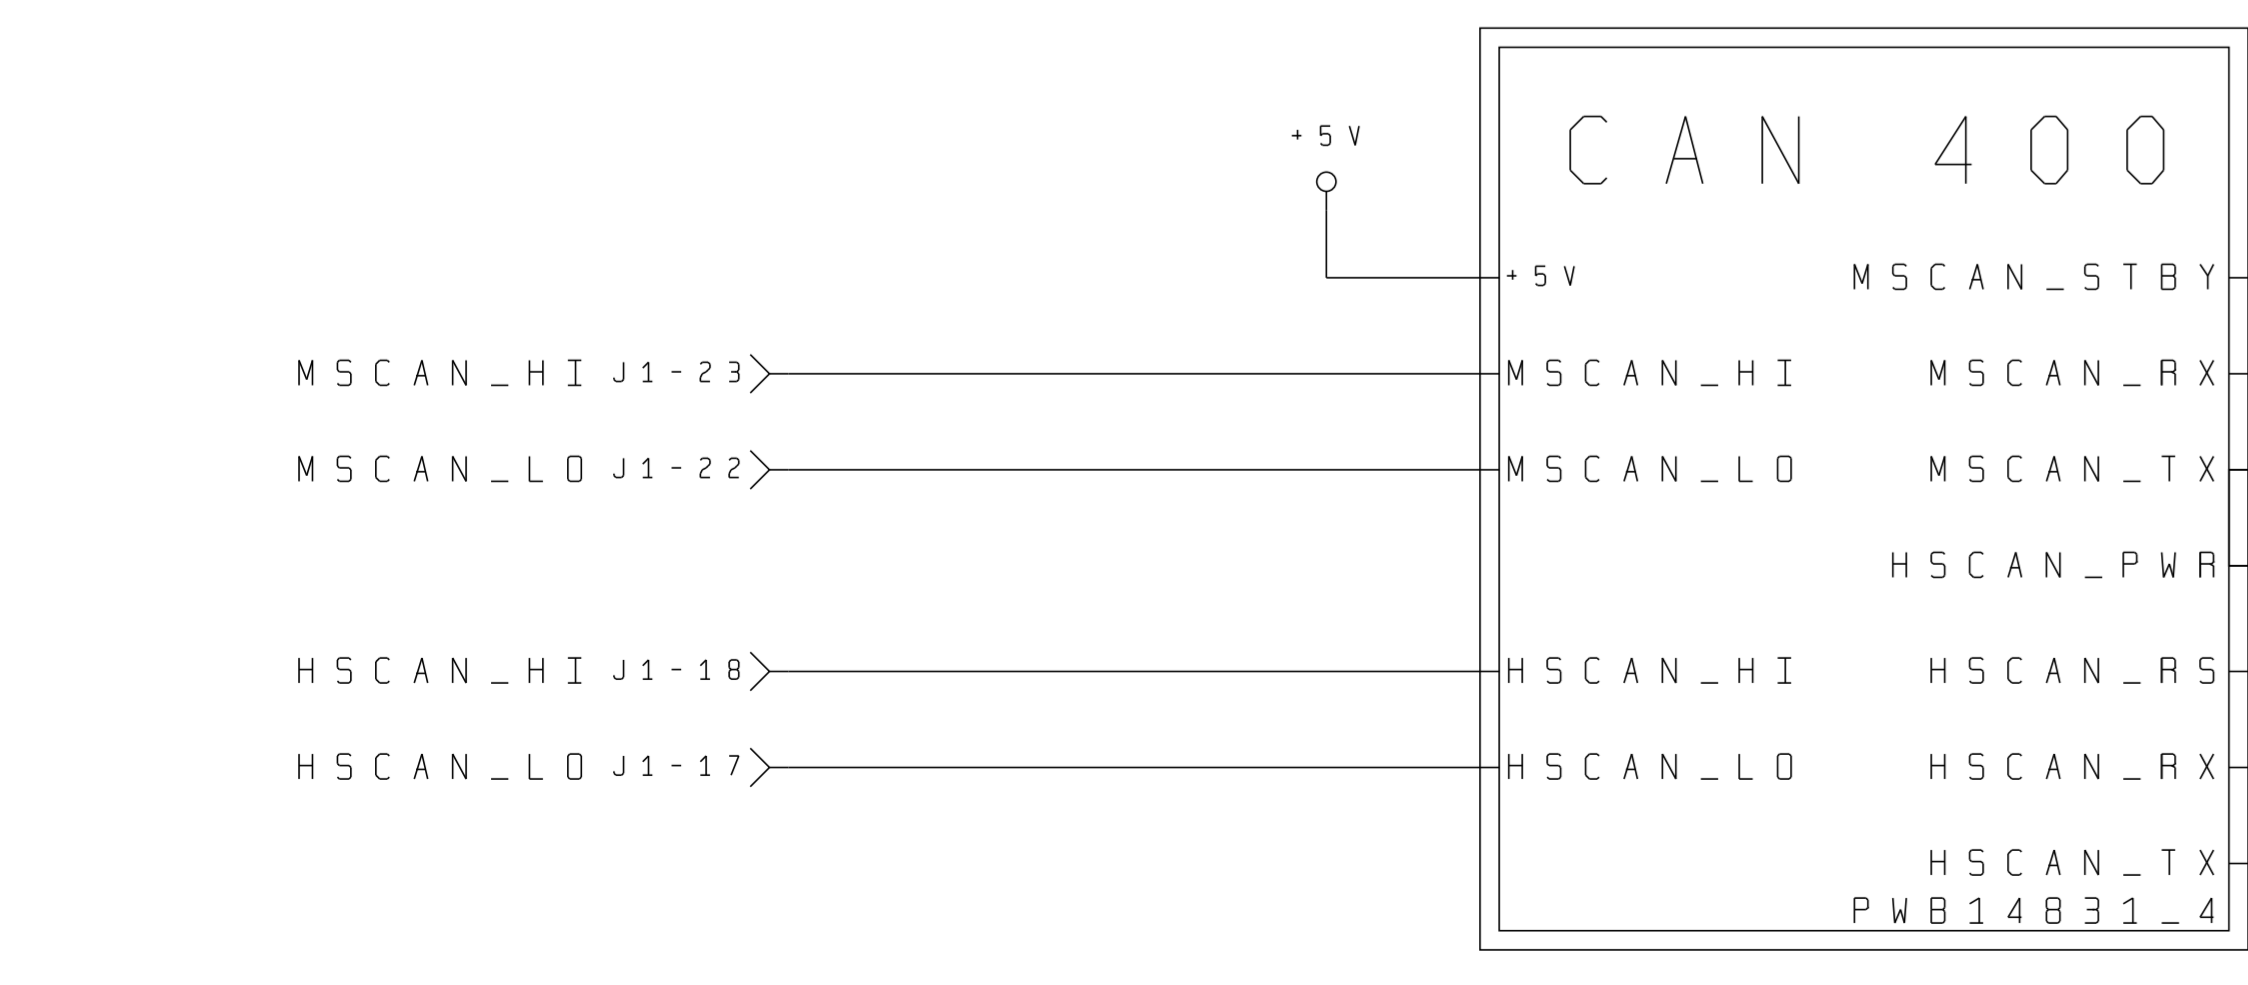 CAN 400
+5V
+5V MSCAN_STBY
MSCAN_HI J1-23 MSCAN_HI MSCAN_RX
MSCAN_LO J1-22 MSCAN_LO MSCAN_TX
HSCAN_PWR
HSCAN_HI J1-18 HSCAN_HI HSCAN_RS
HSCAN_LO J1-17 HSCAN_LO HSCAN_RX
HSCAN_TX
PWB14831_4